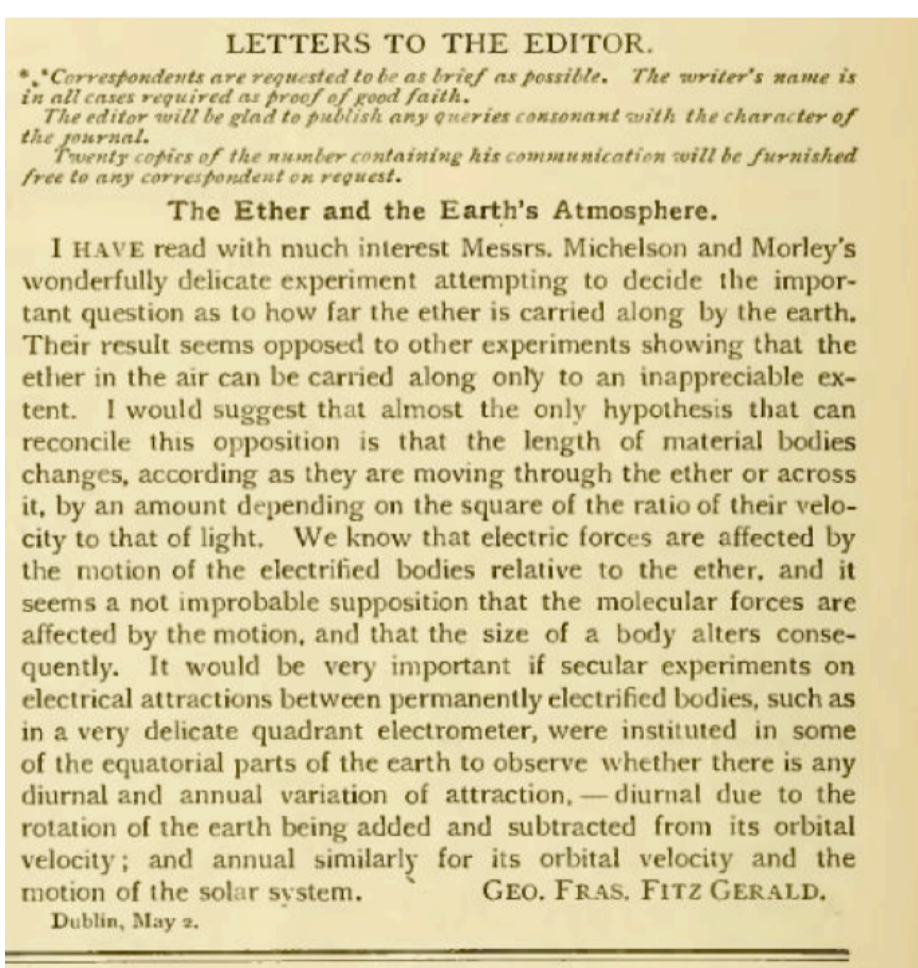 LETTERS TO THE EDITOR.
*.*Correspondents are requested to be as brief as possible. The writer's name is
in all cases required as proof of good faith.
The editor will be glad to publish any queries consonant with the character of
the journal.
Twenty copies of the number containing his communication will be furnished
free to any correspondent on request.
The Ether and the Earth's Atmosphere.
I HAVE read with much interest Messrs. Michelson and Morley's
wonderfully delicate experiment attempting to decide the impor-
tant question as to how far the ether is carried along by the earth.
Their result seems opposed to other experiments showing that the
ether in the air can be carried along only to an inappreciable ex-
tent. I would suggest that almost the only hypothesis that can
reconcile this opposition is that the length of material bodies
changes, according as they are moving through the ether or across
it, by an amount depending on the square of the ratio of their velo-
city to that of light. We know that electric forces are affected by
the motion of the electrified bodies relative to the ether, and it
seems a not improbable supposition that the molecular forces are
affected by the motion, and that the size of a body alters conse-
quently. It would be very important if secular experiments on
electrical attractions between permanently electrified bodies, such as
in a very delicate quadrant electrometer, were instituted in some
of the equatorial parts of the earth to observe whether there is any
diurnal and annual variation of attraction, — diurnal due to the
rotation of the earth being added and subtracted from its orbital
velocity; and annual similarly for its orbital velocity and the
motion of the solar system. GEO. FRAS. FITZ GERALD.
Dublin, May 2.